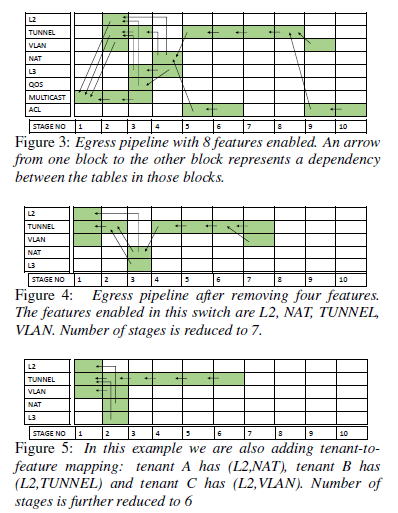 L2
TUNNEL
VLAN
NAT
L3
QOS
MULTICAST
ACL
STAGE NO 1 2 3 4 5 6 7 8 9 10
Figure 3: Egress pipeline with 8 features enabled. An arrow
from one block to the other block represents a dependency
between the tables in those blocks.
L2
TUNNEL
VLAN
NAT
L3
STAGE NO 1 2 3 4 5 6 7 8 9 10
Figure 4: Egress pipeline after removing four features.
The features enabled in this switch are L2, NAT, TUNNEL,
VLAN. Number of stages is reduced to 7.
L2
TUNNEL
VLAN
NAT
L3
STAGE NO 1 2 3 4 5 6 7 8 9 10
Figure 5: In this example we are also adding tenant-to-
feature mapping: tenant A has (L2,NAT), tenant B has
(L2,TUNNEL) and tenant C has (L2,VLAN). Number of
stages is further reduced to 6